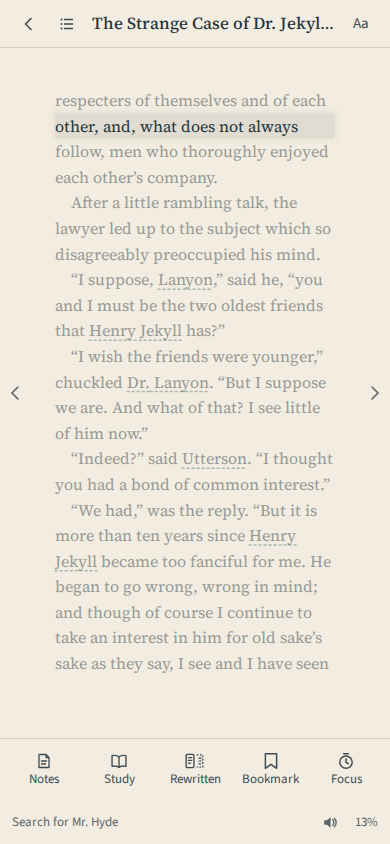 The Strange Case of Dr. Jekyl...
Aa
respecters of themselves and of each
other, and, what does not always
follow, men who thoroughly enjoyed
each other’s company.
After a little rambling talk, the
lawyer led up to the subject which so
disagreeably preoccupied his mind.
“I suppose, Lanyon,” said he, “you
and I must be the two oldest friends
that Henry Jekyll has?”
“I wish the friends were younger,”
chuckled Dr. Lanyon. “But I suppose
we are. And what of that? I see little
of him now.”
“Indeed?” said Utterson. “I thought
you had a bond of common interest.”
“We had,” was the reply. “But it is
more than ten years since Henry
Jekyll became too fanciful for me. He
began to go wrong, wrong in mind;
and though of course I continue to
take an interest in him for old sake’s
sake as they say, I see and I have seen
Notes Study Rewritten Bookmark Focus
Search for Mr. Hyde 13%